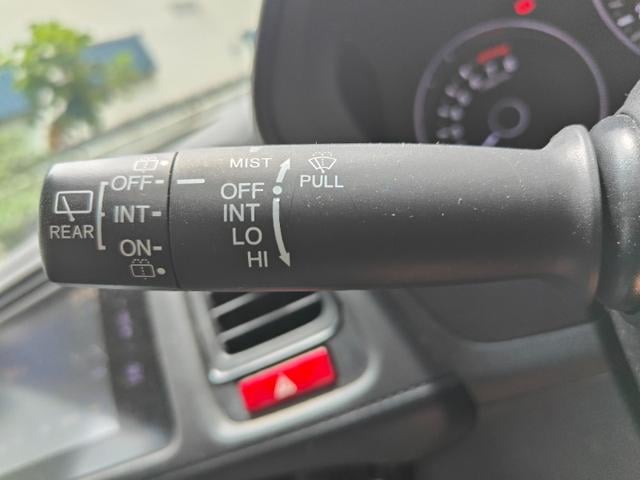 OFF
INT
ON
REAR
MIST
OFF
INT
LO
HI
PULL